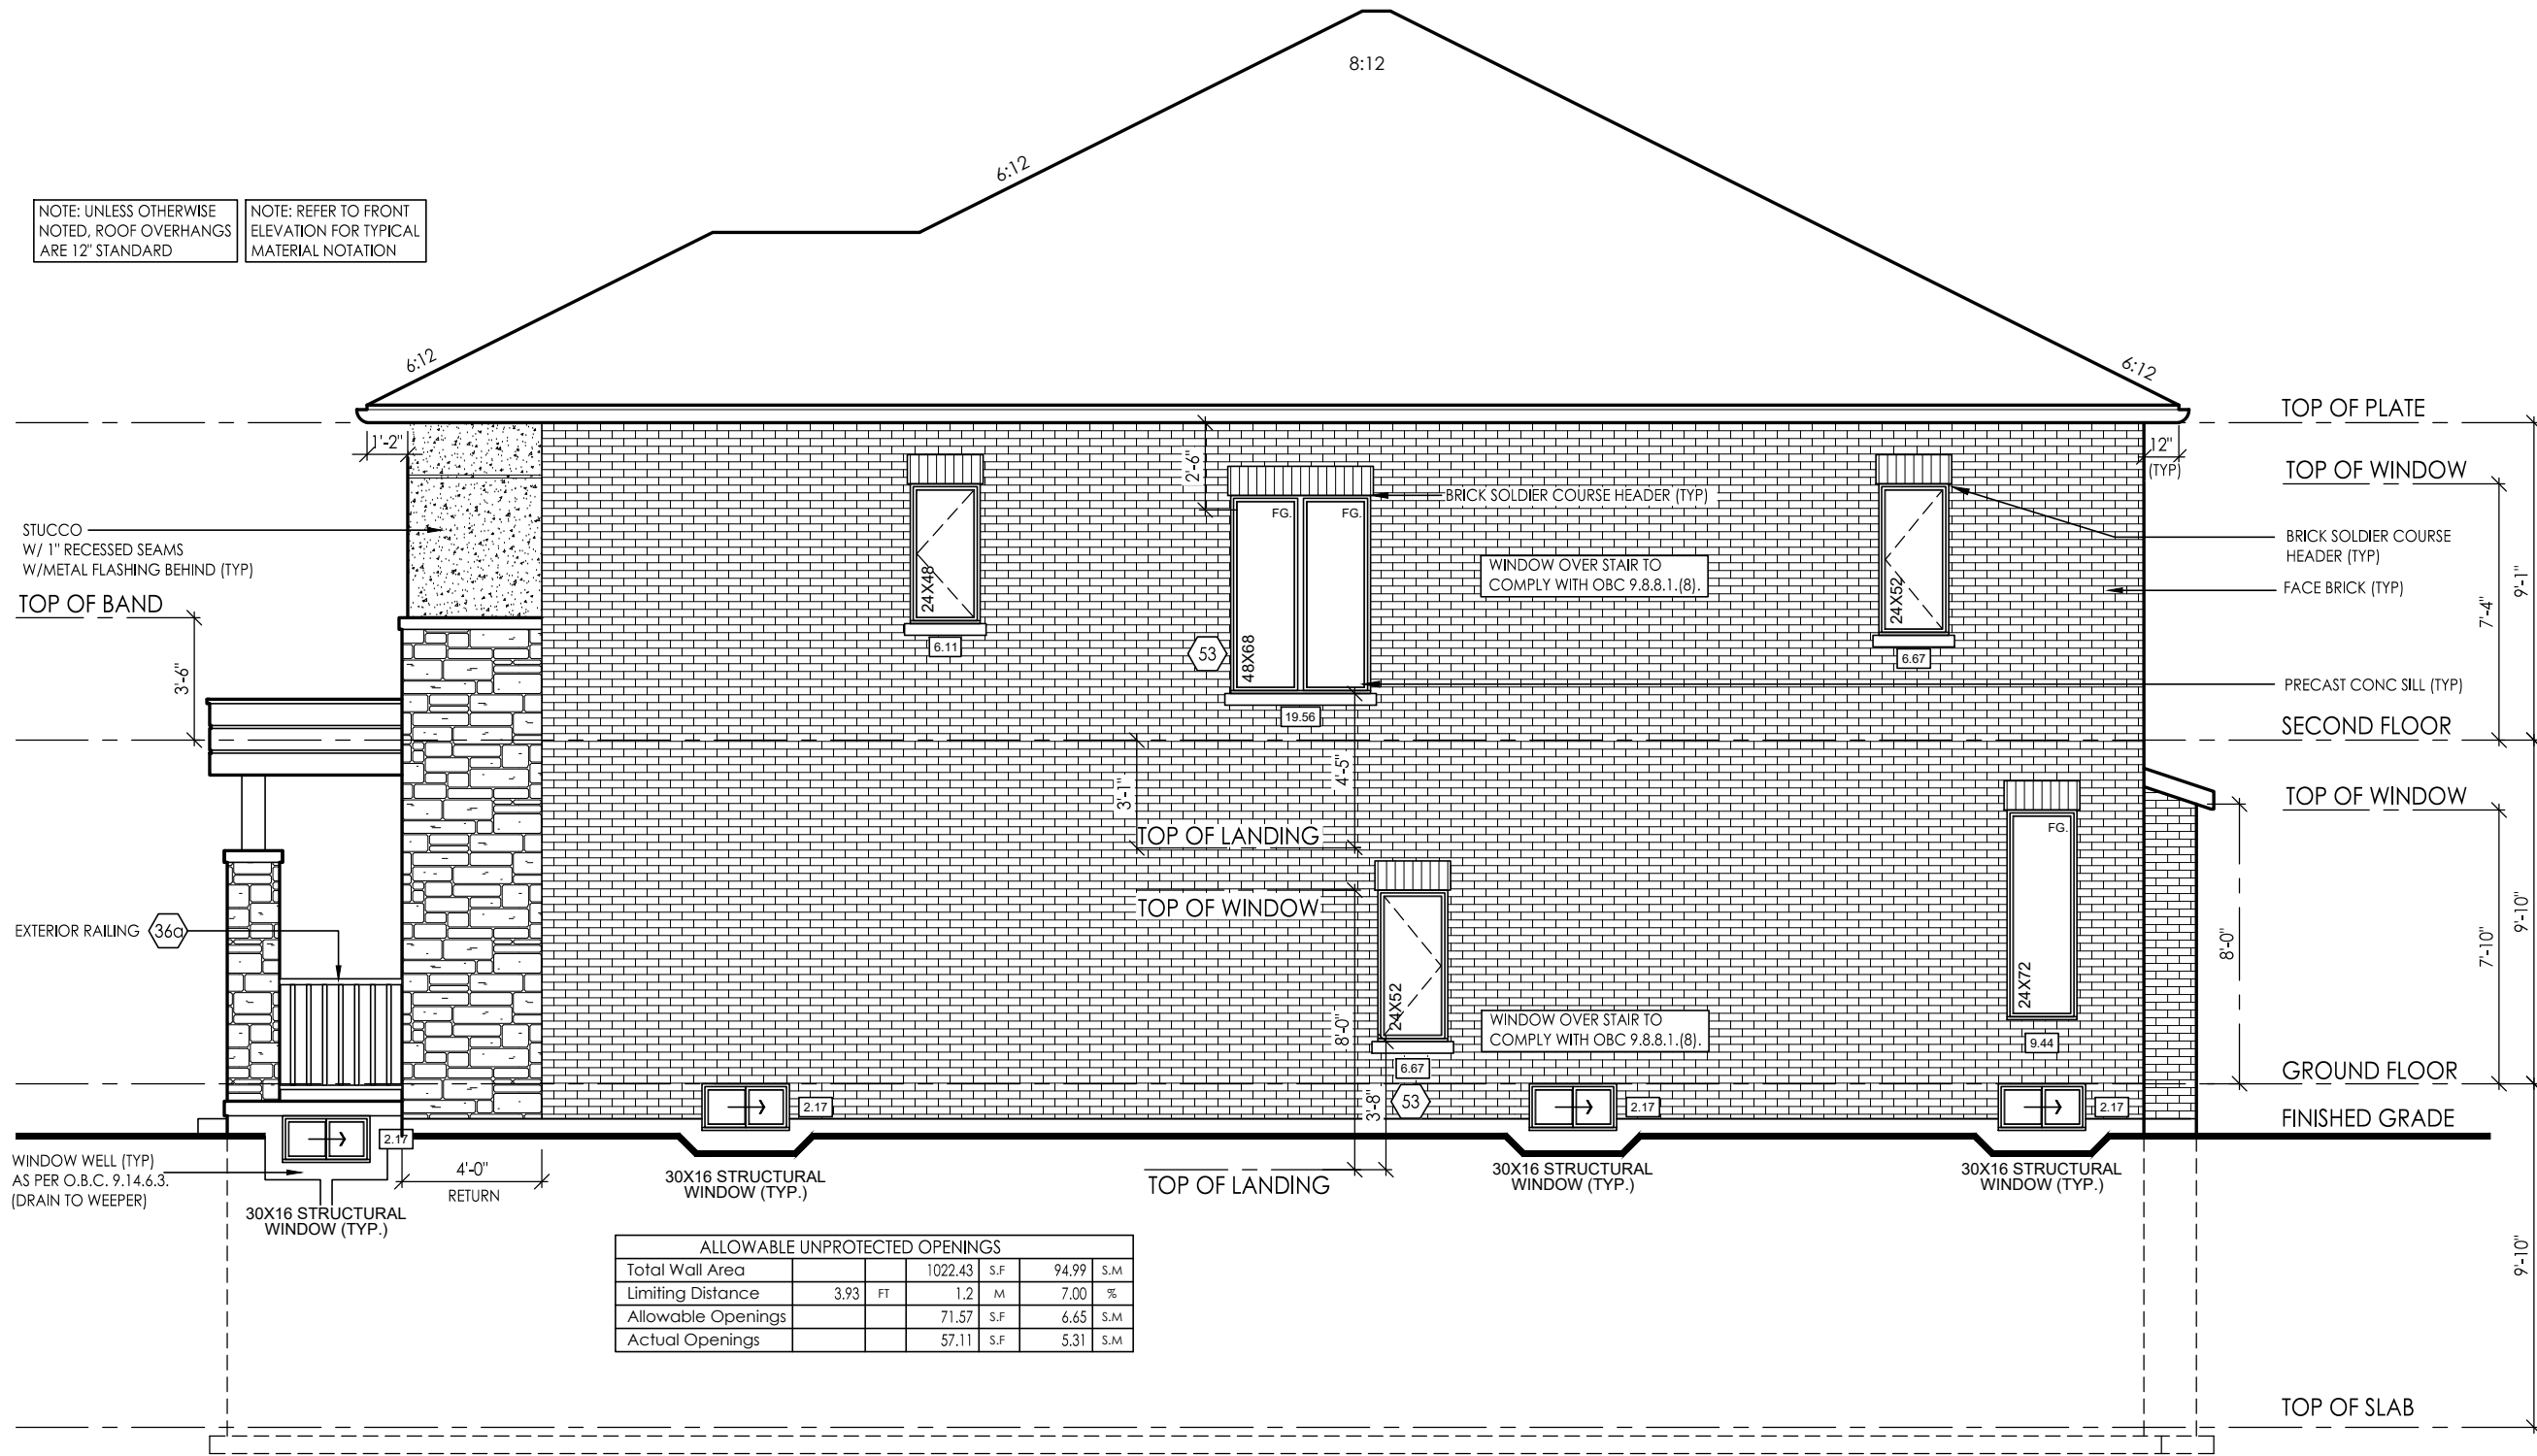 8:12
6:12
NOTE: UNLESS OTHERWISE
NOTED, ROOF OVERHANGS
ARE 12" STANDARD
NOTE: REFER TO FRONT
ELEVATION FOR TYPICAL
MATERIAL NOTATION
6:12
6:12
TOP OF PLATE
1'-2"
2'-6"
12"
(TYP)
TOP OF WINDOW
BRICK SOLDIER COURSE HEADER (TYP)
FG.
FG.
STUCCO
W/ 1" RECESSED SEAMS
W/METAL FLASHING BEHIND (TYP)
BRICK SOLDIER COURSE
HEADER (TYP)
WINDOW OVER STAIR TO
COMPLY WITH OBC 9.8.8.1.(8).
FACE BRICK (TYP)
9'-1"
7'-4"
24X48
24X52
TOP OF BAND
3'-6"
6.11
53
48X68
6.67
PRECAST CONC SILL (TYP)
19.56
SECOND FLOOR
4'-5"
3'-1"
TOP OF WINDOW
FG.
TOP OF LANDING
TOP OF WINDOW
EXTERIOR RAILING
36a
8'-0"
7'-10"
9'-10"
24X72
24X52
8'-0"
WINDOW OVER STAIR TO
COMPLY WITH OBC 9.8.8.1.(8).
9.44
6.67
GROUND FLOOR
3'-8"
53
2.17
2.17
2.17
FINISHED GRADE
2.17
WINDOW WELL (TYP)
AS PER O.B.C. 9.14.6.3.
(DRAIN TO WEEPER)
4'-0"
RETURN
30X16 STRUCTURAL
WINDOW (TYP.)
30X16 STRUCTURAL
WINDOW (TYP.)
TOP OF LANDING
30X16 STRUCTURAL
WINDOW (TYP.)
30X16 STRUCTURAL
WINDOW (TYP.)
9'-10"
ALLOWABLE UNPROTECTED OPENINGS
Total Wall Area 1022.43 S.F 94.99 S.M
Limiting Distance 3.93 FT 1.2 M 7.00 %
Allowable Openings 71.57 S.F 6.65 S.M
Actual Openings 57.11 S.F 5.31 S.M
TOP OF SLAB